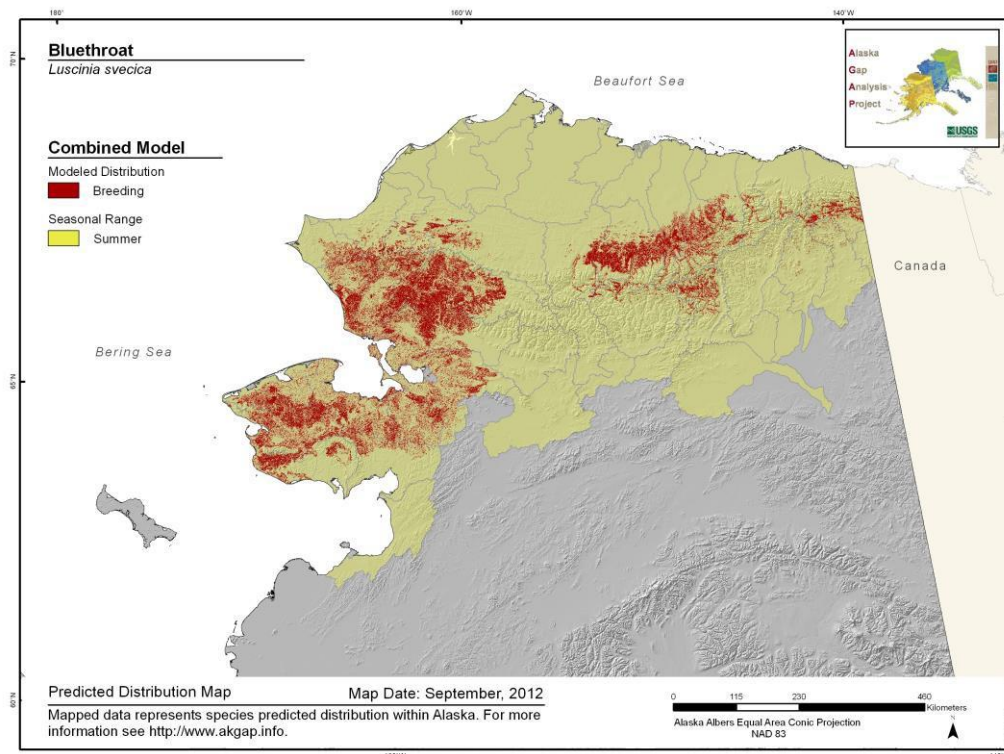 180°
160°W
140°W
70°N
Bluethroat
Luscinia svecica
Beaufort Sea
Alaska
Gap
Analysis
Project
USGS
Combined Model
Modeled Distribution
Breeding
Seasonal Range
Summer
Canada
Bering Sea
65°N
60°N
Predicted Distribution Map
Map Date: September, 2012
Mapped data represents species predicted distribution within Alaska. For more
information see http://www.akgap.info.
0 115 230 460
Kilometers
Alaska Albers Equal Area Conic Projection
NAD 83
N